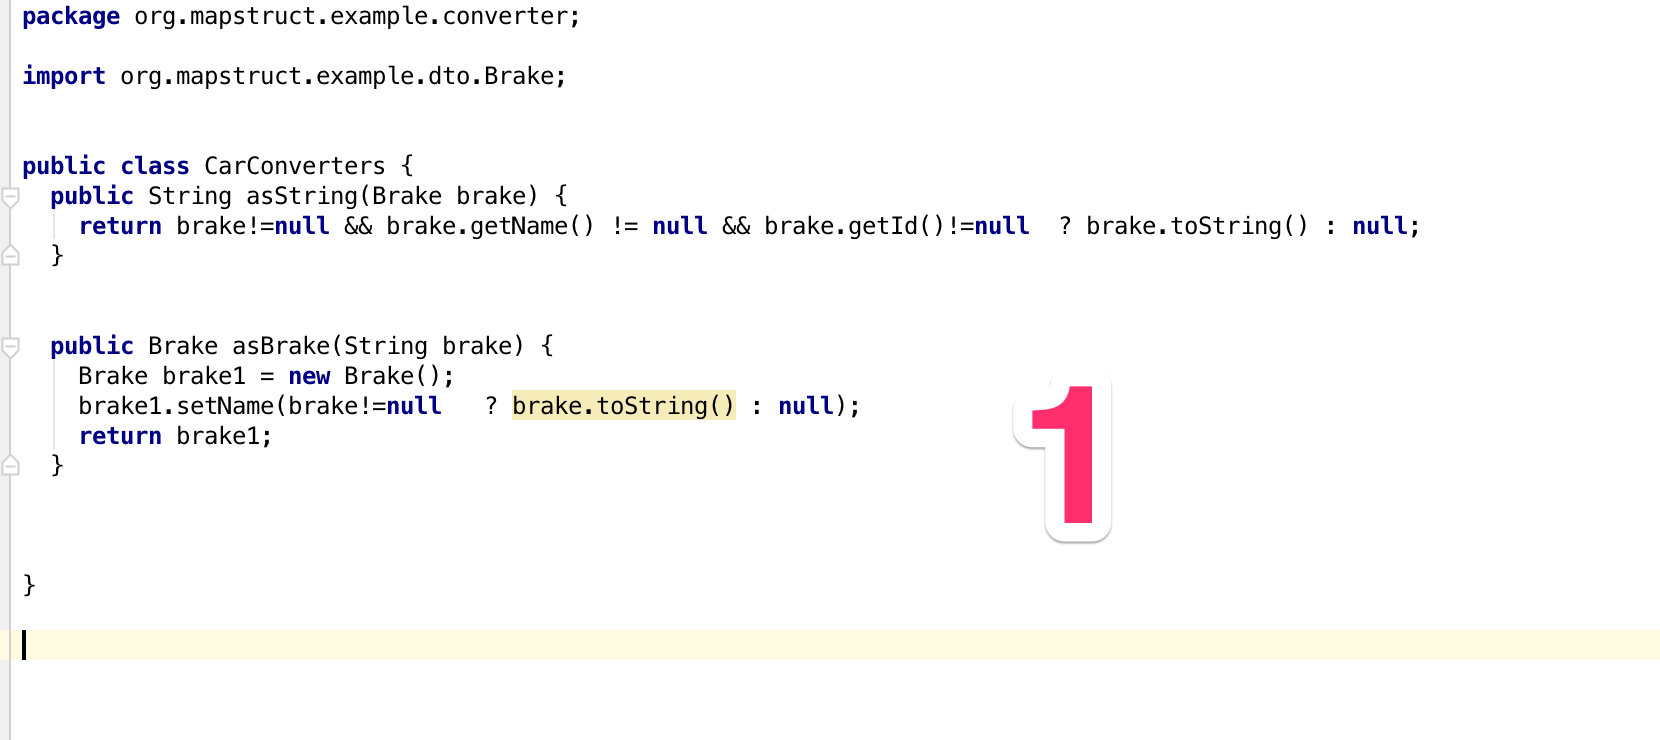 package org.mapstruct.example.converter;
import org.mapstruct.example.dto.Brake;
public class CarConverters {
public String asString(Brake brake) {
return brake!=null && brake.getName() != null && brake.getId()!=null  ? brake.toString() : null;
}
public Brake asBrake(String brake) {
Brake brake1 = new Brake();
brake1.setName(brake!=null   ? brake.toString() : null);
return brake1;
}
1
}